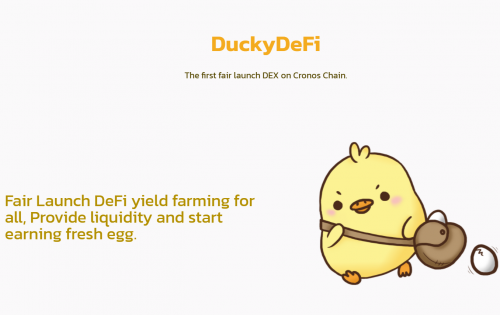 DuckyDeFi
The first fair launch DEX on Cronos Chain.
Fair Launch DeFi yield farming for
all, Provide liquidity and start
earning fresh egg.